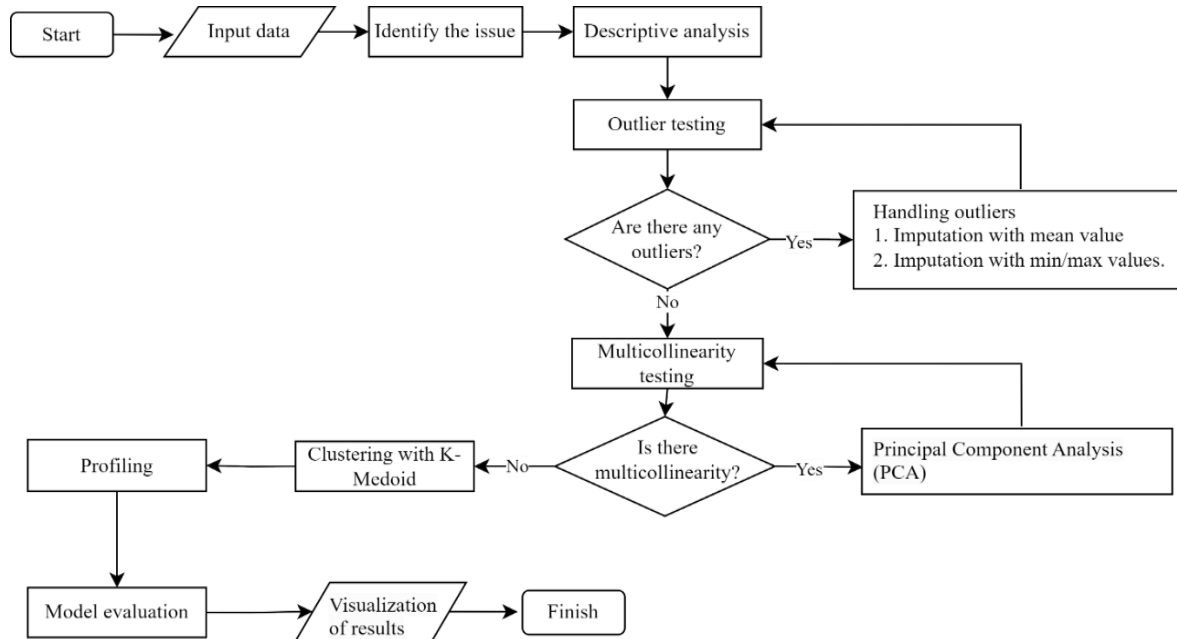 Start
Input data
Identify the issue
Descriptive analysis
Outlier testing
Are there any
outliers?
Yes
Handling outliers
1. Imputation with mean value
2. Imputation with min/max values.
No
Multicollinearity
testing
Is there
multicollinearity?
Yes
Principal Component Analysis
(PCA)
No
Clustering with K-
Medoid
Profiling
Model evaluation
Visualization
of results
Finish